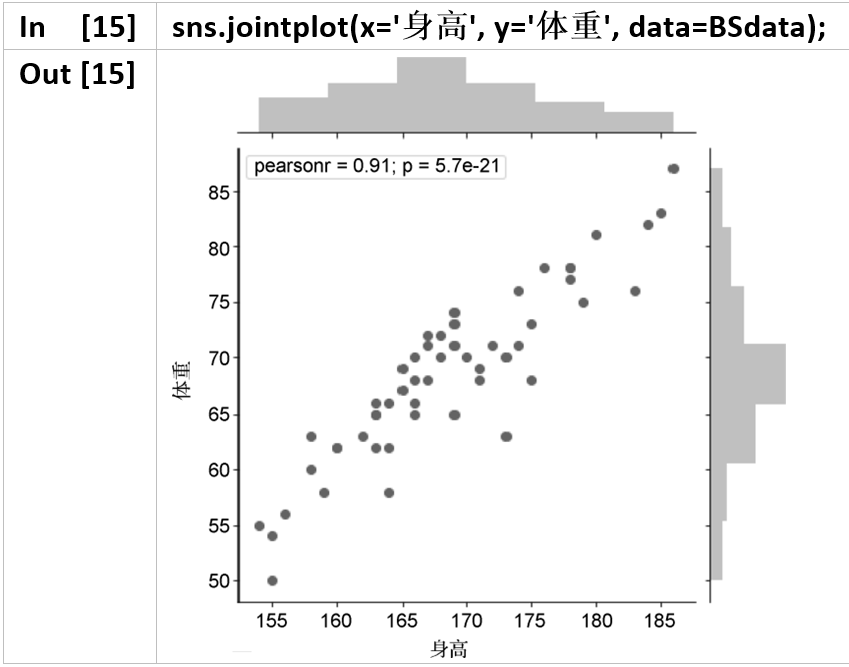 In [15] sns.jointplot(x='身高', y='体重', data=BSdata);
Out [15]
pearsonr = 0.91; p = 5.7e-21
85
80
75
70
65
60
55
50
体重
155 160 165 170 175 180 185
身高